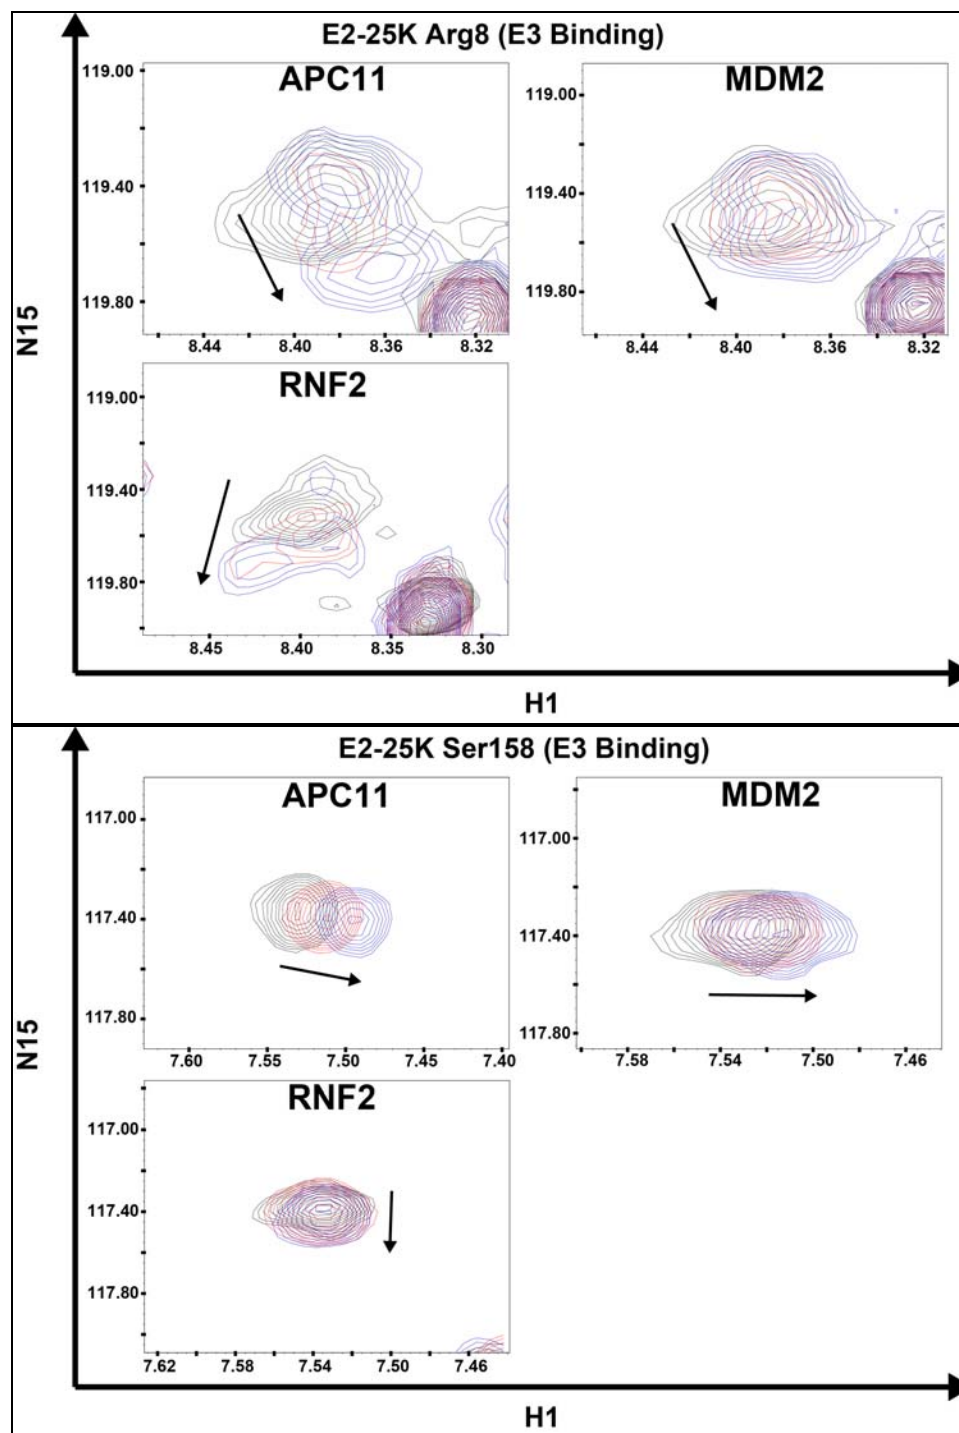 E2-25K Arg8 (E3 Binding)
APC11
MDM2
119.00
119.40
119.80
8.44 8.40 8.36 8.32
119.00
119.40
119.80
8.44 8.40 8.36 8.32
N15
RNF2
119.00
119.40
119.80
8.45 8.40 8.35 8.30
H1
E2-25K Ser158 (E3 Binding)
APC11
MDM2
117.00
117.40
117.80
7.60 7.55 7.50 7.45 7.40
117.00
117.40
117.80
7.58 7.54 7.50 7.46
N15
RNF2
117.00
117.40
117.80
7.62 7.58 7.54 7.50 7.46
H1